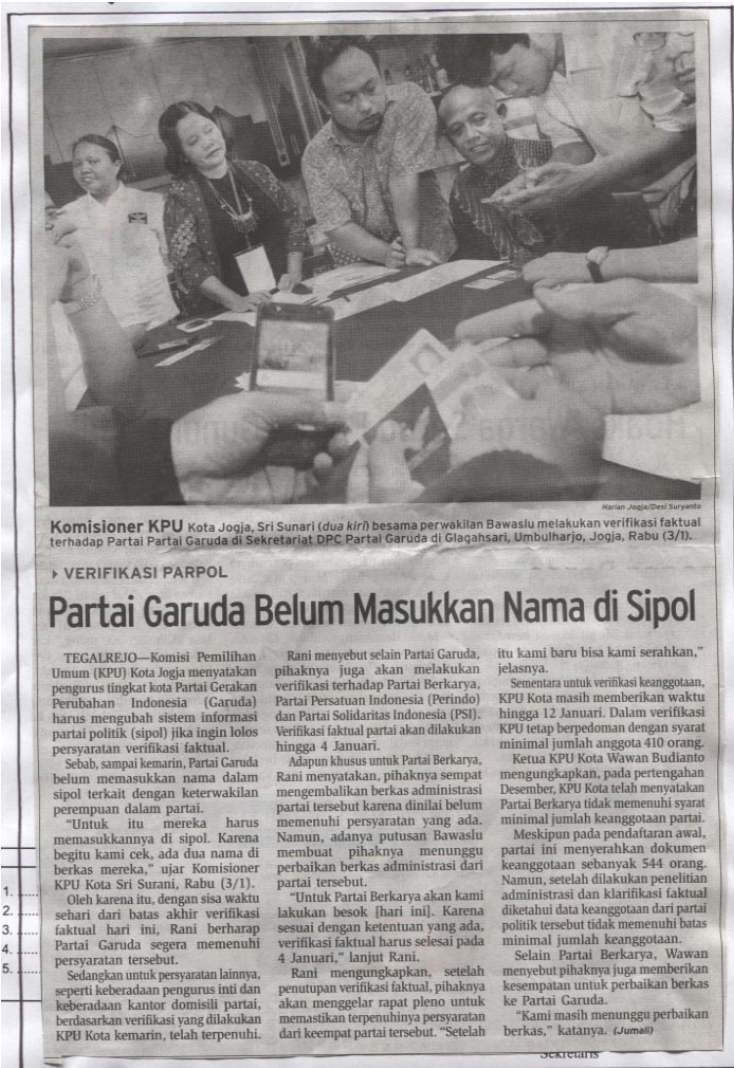 Harian Jogja/Desi Suryanto
Komisioner KPU Kota Jogja, Sri Sunari (dua kiri) besama perwakilan Bawaslu melakukan verifikasi faktual
terhadap Partai Partai Garuda di Sekretariat DPC Partai Garuda di Glagahsari, Umbulharjo, Jogja, Rabu (3/1).
VERIFIKASI PARPOL
Partai Garuda Belum Masukkan Nama di Sipol
TEGALREJO—Komisi Pemilihan
Umum (KPU) Kota Jogja menyatakan
pengurus tingkat kota Partai Gerakan
Perubahan Indonesia (Garuda)
harus mengubah sistem informasi
partai politik (sipol) jika ingin lolos
persyaratan verifikasi faktual.
Sebab, sampai kemarin, Partai Garuda
belum memasukkan nama dalam
sipol terkait dengan keterwakilan
perempuan dalam partai.
“Untuk itu mereka harus
memasukkannya di sipol. Karena
begitu kami cek, ada dua nama di
berkas mereka,” ujar Komisioner
KPU Kota Sri Surani, Rabu (3/1).
Oleh karena itu, dengan sisa waktu
sehari dari batas akhir verifikasi
faktual hari ini, Rani berharap
Partai Garuda segera memenuhi
persyaratan tersebut.
Sedangkan untuk persyaratan lainnya,
seperti keberadaan pengurus inti dan
keberadaan kantor domisili partai,
berdasarkan verifikasi yang dilakukan
KPU Kota kemarin, telah terpenuhi.
Rani menyebut selain Partai Garuda,
pihaknya juga akan melakukan
verifikasi terhadap Partai Berkarya,
Partai Persatuan Indonesia (Perindo)
dan Partai Solidaritas Indonesia (PSI).
Verifikasi faktual partai akan dilakukan
hingga 4 Januari.
Adapun khusus untuk Partai Berkarya,
Rani menyatakan, pihaknya sempat
mengembalikan berkas administrasi
partai tersebut karena dinilai belum
memenuhi persyaratan yang ada.
Namun, adanya putusan Bawaslu
membuat pihaknya menunggu
perbaikan berkas administrasi dari
partai tersebut.
“Untuk Partai Berkarya akan kami
lakukan besok [hari ini]. Karena
sesuai dengan ketentuan yang ada,
verifikasi faktual harus selesai pada
4 Januari,” lanjut Rani.
Rani mengungkapkan, setelah
penutupan verifikasi faktual, pihaknya
akan menggelar rapat pleno untuk
memastikan terpenuhinya persyaratan
dari keempat partai tersebut. “Setelah
itu kami baru bisa kami serahkan,”
jelasnya.
Sementara untuk verifikasi keanggotaan,
KPU Kota masih memberikan waktu
hingga 12 Januari. Dalam verifikasi
KPU tetap berpedoman dengan syarat
minimal jumlah anggota 410 orang.
Ketua KPU Kota Wawan Budianto
mengungkapkan, pada pertengahan
Desember, KPU Kota telah menyatakan
Partai Berkarya tidak memenuhi syarat
minimal jumlah keanggotaan partai.
Meskipun pada pendaftaran awal,
partai ini menyerahkan dokumen
keanggotaan sebanyak 544 orang.
Namun, setelah dilakukan penelitian
administrasi dan klarifikasi faktual
diketahui data keanggotaan dari partai
politik tersebut tidak memenuhi batas
minimal jumlah keanggotaan.
Selain Partai Berkarya, Wawan
menyebut pihaknya juga memberikan
kesempatan untuk perbaikan berkas
ke Partai Garuda.
“Kami masih menunggu perbaikan
berkas,” katanya. (Jumali)
1. .....
2. .....
3. .....
4. .....
5. .....
Sekretaris